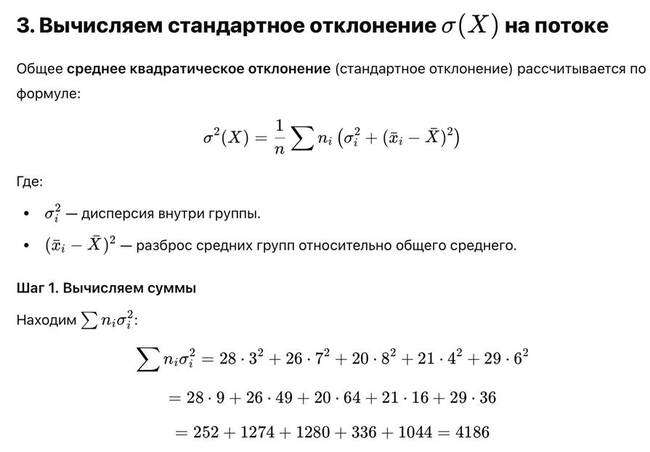 3. Вычисляем стандартное отклонение σ(X) на потоке
Общее среднее квадратическое отклонение (стандартное отклонение) рассчитывается по
формуле:
σ²(X) = 1/n ∑ nᵢ (σᵢ² + (x̄ᵢ − X̄)²)
Где:
• σᵢ² — дисперсия внутри группы.
• (x̄ᵢ − X̄)² — разброс средних групп относительно общего среднего.
Шаг 1. Вычисляем суммы
Находим ∑ nᵢσᵢ²:
∑ nᵢσᵢ² = 28 · 3² + 26 · 7² + 20 · 8² + 21 · 4² + 29 · 6²
= 28 · 9 + 26 · 49 + 20 · 64 + 21 · 16 + 29 · 36
= 252 + 1274 + 1280 + 336 + 1044 = 4186